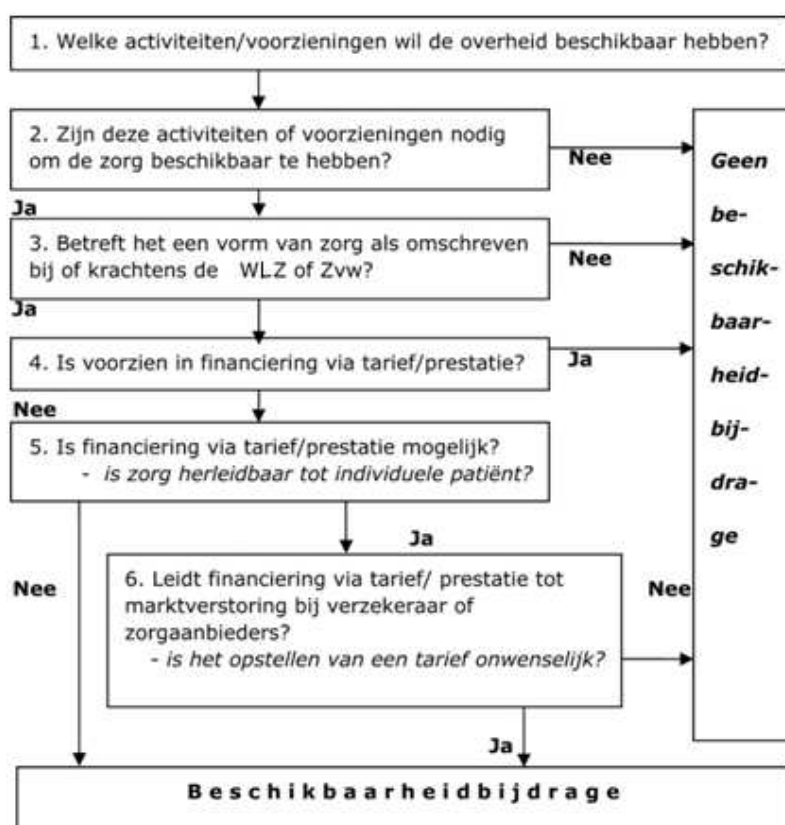 1. Welke activiteiten/voorzieningen wil de overheid beschikbaar hebben?
2. Zijn deze activiteiten of voorzieningen nodig
om de zorg beschikbaar te hebben?
Nee
Ja
3. Betreft het een vorm van zorg als omschreven
bij of krachtens de WLZ of Zvw?
Nee
Ja
4. Is voorzien in financiering via tarief/prestatie?
Ja
Nee
5. Is financiering via tarief/prestatie mogelijk?
- is zorg herleidbaar tot individuele patiënt?
Ja
Nee
6. Leidt financiering via tarief/ prestatie tot
marktverstoring bij verzekeraar of
zorgaanbieders?
- is het opstellen van een tarief onwenselijk?
Nee
Ja
Geen
be-
schik-
baar-
heid-
bij-
dra-
ge
Beschikbaarheidbijdrage